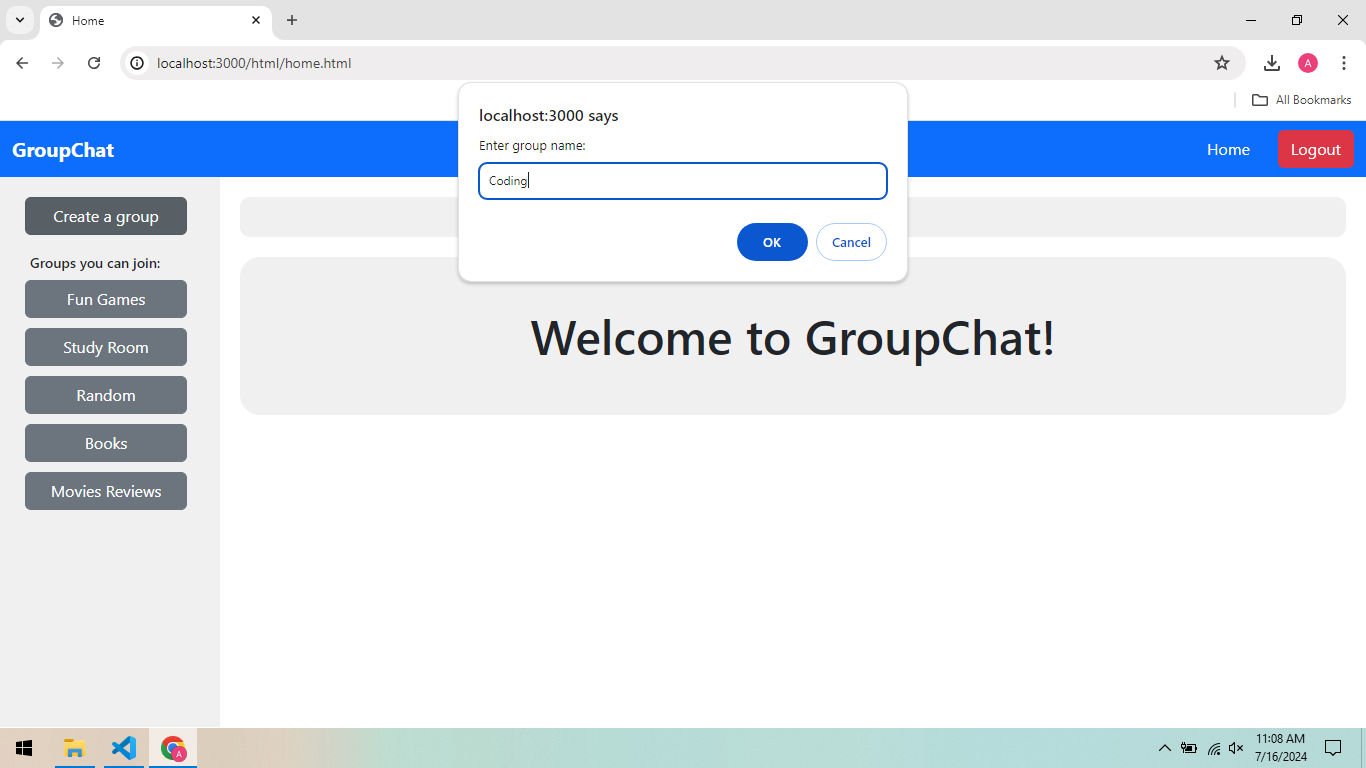 Home
localhost:3000/html/home.html
A
All Bookmarks
localhost:3000 says
Enter group name:
Coding
OK
Cancel
GroupChat
Home
Logout
Create a group
Groups you can join:
Fun Games
Study Room
Random
Books
Movies Reviews
Welcome to GroupChat!
A
11:08 AM
7/16/2024